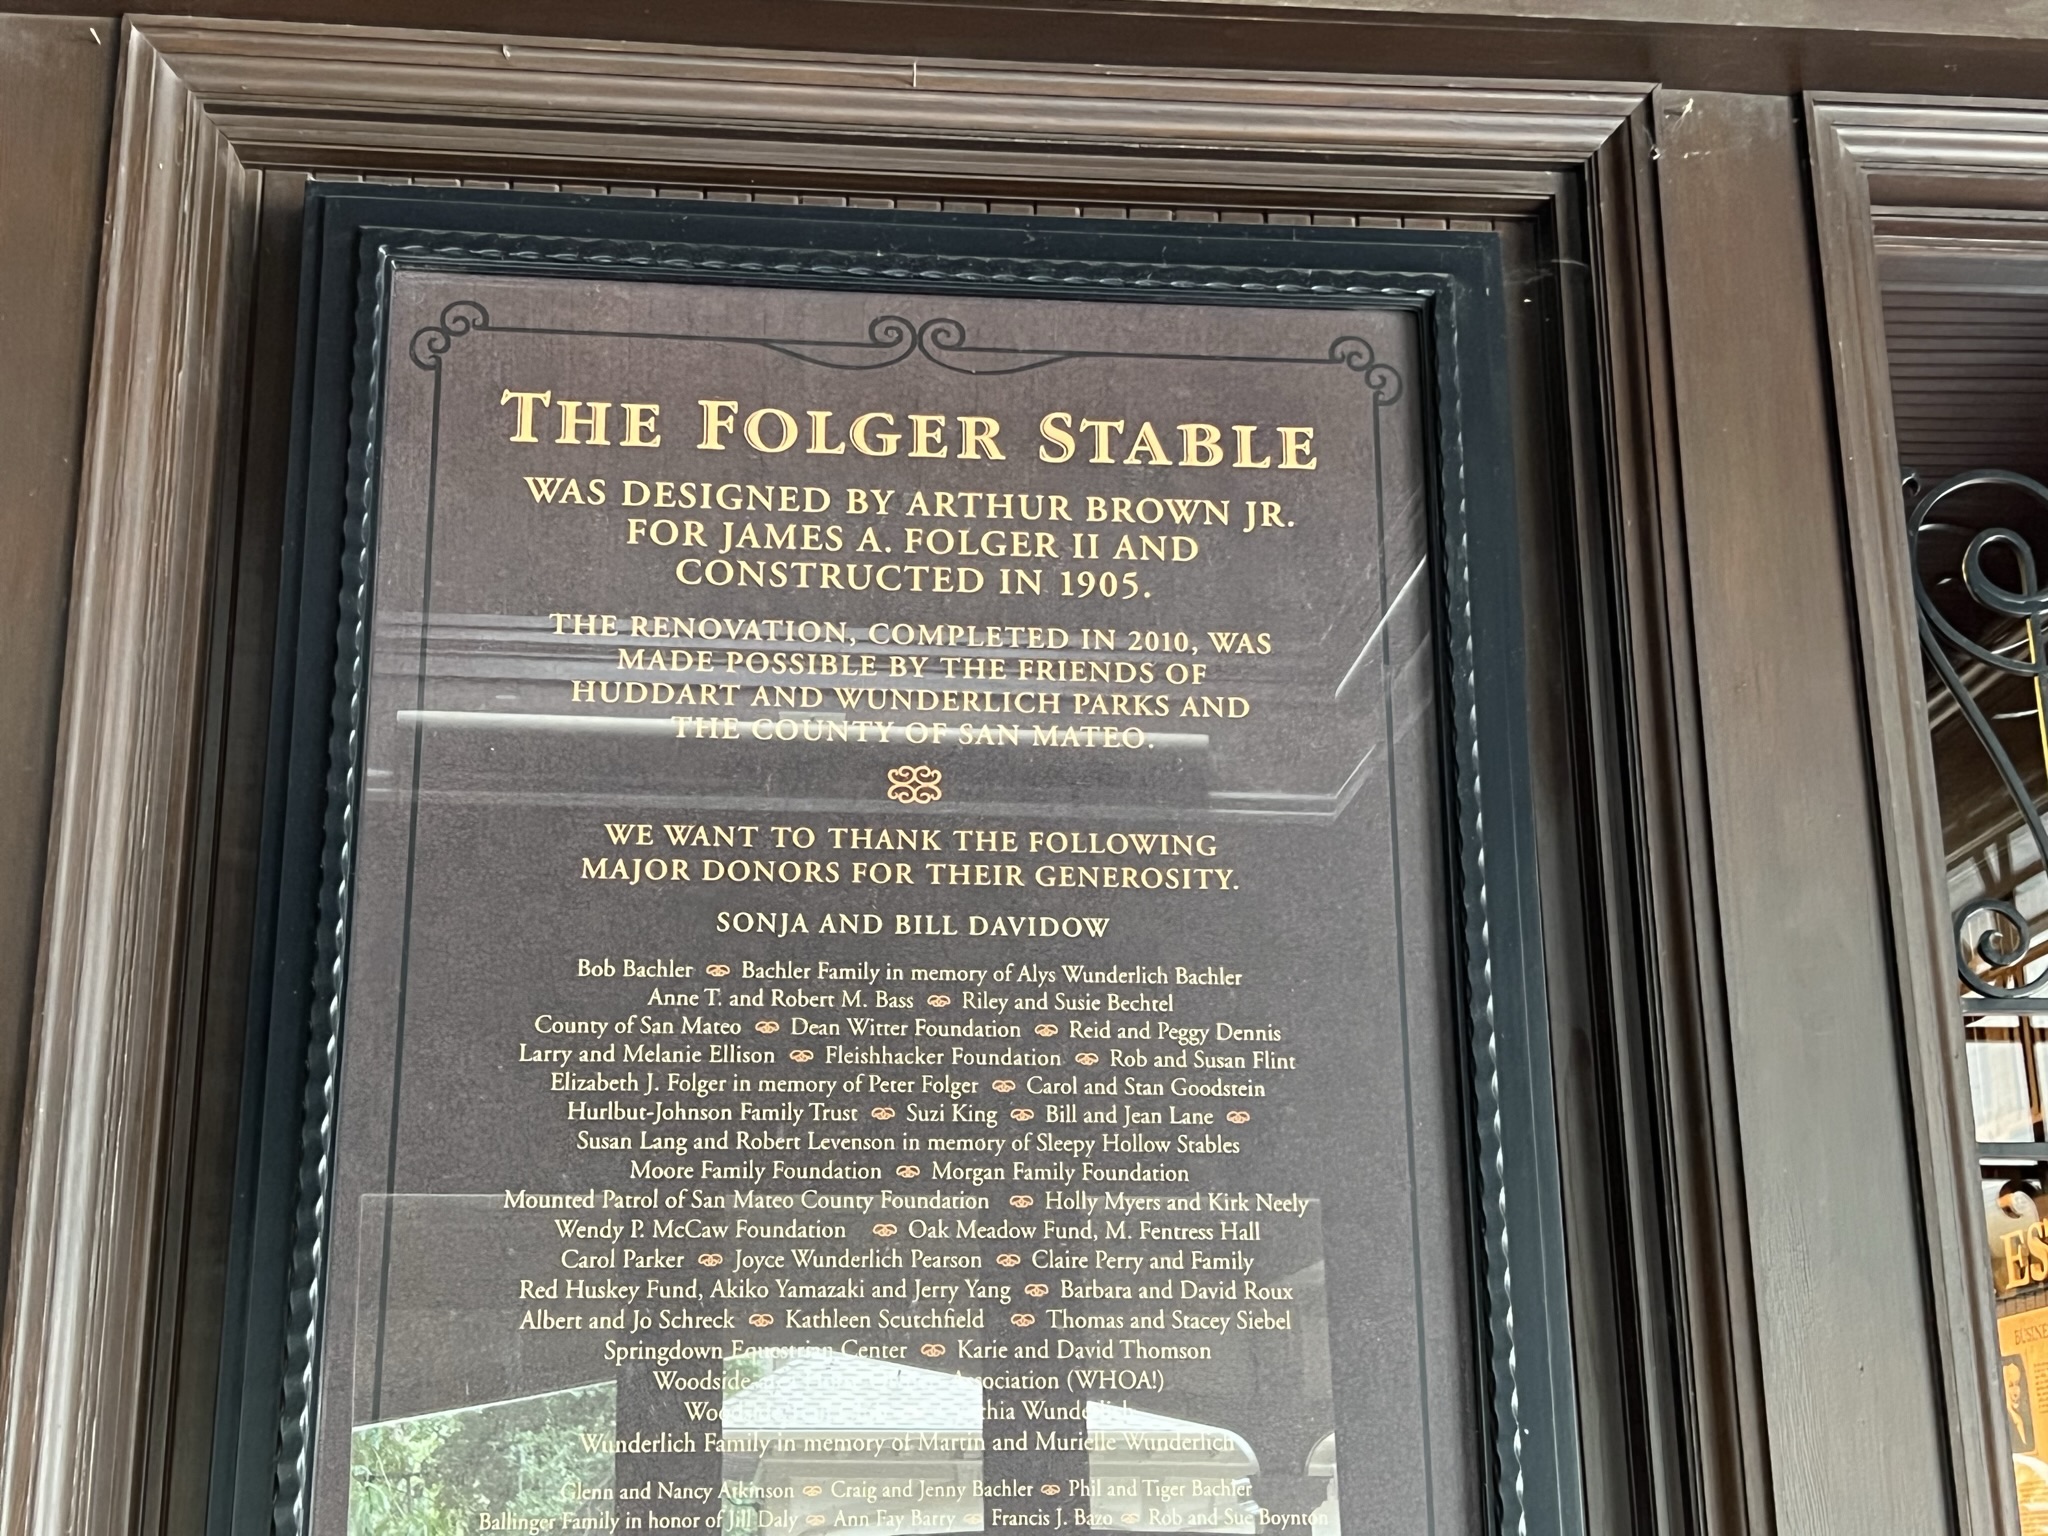 THE FOLGER STABLE
WAS DESIGNED BY ARTHUR BROWN JR.
FOR JAMES A. FOLGER II AND
CONSTRUCTED IN 1905.
THE RENOVATION, COMPLETED IN 2010, WAS
MADE POSSIBLE BY THE FRIENDS OF
HUDDART AND WUNDERLICH PARKS AND
THE COUNTY OF SAN MATEO.
WE WANT TO THANK THE FOLLOWING
MAJOR DONORS FOR THEIR GENEROSITY.
SONJA AND BILL DAVIDOW
Bob Bachler Bachler Family in memory of Alys Wunderlich Bachler
Anne T. and Robert M. Bass Riley and Susie Bechtel
County of San Mateo Dean Witter Foundation Reid and Peggy Dennis
Larry and Melanie Ellison Fleishhacker Foundation Rob and Susan Flint
Elizabeth J. Folger in memory of Peter Folger Carol and Stan Goodstein
Hurlbut-Johnson Family Trust Suzi King Bill and Jean Lane
Susan Lang and Robert Levenson in memory of Sleepy Hollow Stables
Moore Family Foundation Morgan Family Foundation
Mounted Patrol of San Mateo County Foundation Holly Myers and Kirk Neely
Wendy P. McCaw Foundation Oak Meadow Fund, M. Fentress Hall
Carol Parker Joyce Wunderlich Pearson Claire Perry and Family
Red Huskey Fund, Akiko Yamazaki and Jerry Yang Barbara and David Roux
Albert and Jo Schreck Kathleen Scutchfield Thomas and Stacey Siebel
Springdown Equestrian Center Karie and David Thomson
Association (WHOA!)
Wunderlich
Wunderlich Family in memory of Martin and Murielle Wunderlich
Glenn and Nancy Atkinson Craig and Jenny Bachler Phil and Tiger Bachler
Ballinger Family in honor of Jill Daly Ann Fay Barry Francis J. Bazo Rob and Sue Boynton